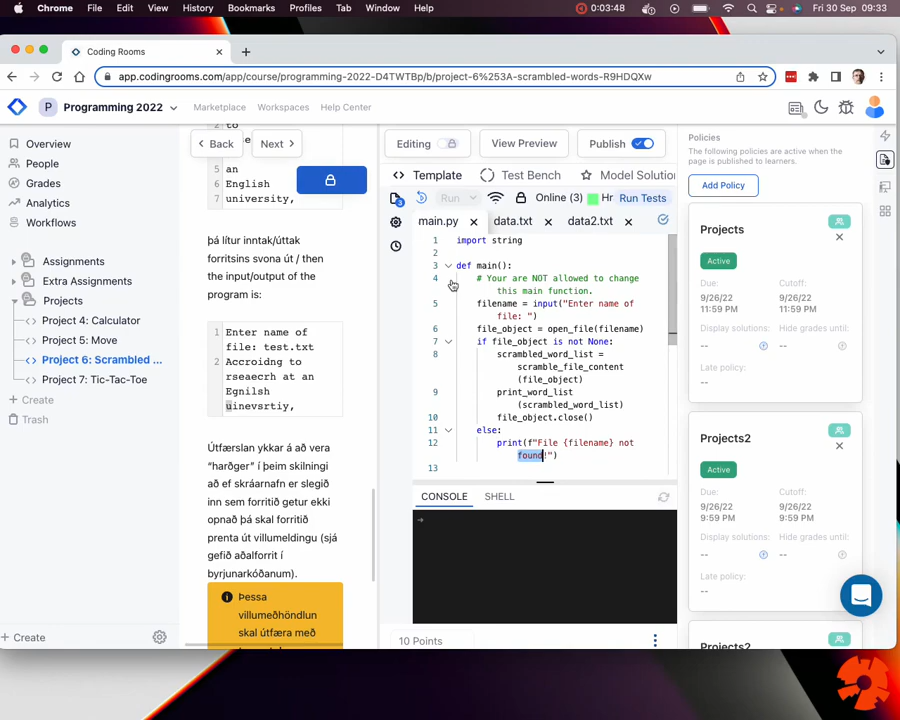 Chrome File Edit View History Bookmarks Profiles Tab Window Help 0:03:48 Fri 30 Sep 09:33
Coding Rooms
app.codingrooms.com/app/course/programming-2022-D4TWTBp/b/project-6%253A-scrambled-words-R9HDQXw
P Programming 2022 Marketplace Workspaces Help Center
Overview
People
Grades
Analytics
Workflows
Assignments
Extra Assignments
Projects
Project 4: Calculator
Project 5: Move
Project 6: Scrambled ...
Project 7: Tic-Tac-Toe
Create
Trash
Create
Back Next
to
an
6 English
7 university,
þá lítur inntak/úttak
forritsins svona út / then
the input/output of the
program is:
1 Enter name of
file: test.txt
2 Accroidng to
rseaecrh at an
Egnilsh
uinevsrtiy,
Útfærslan ykkar á að vera
“harðger” í þeim skilningi
að ef skráarnafn er slegið
inn sem forritið getur ekki
opnað þá skal forritið
prenta út villumeldingu (sjá
gefið aðalforrit í
byrjunarkóðanum).
Þessa
villumeðhöndlun
skal útfæra með
Editing View Preview Publish
Template Test Bench Model Solution
3 Run Online (3) Hr Run Tests
main.py data.txt data2.txt
1 import string
2
3 def main():
4 # Your are NOT allowed to change
this main function.
5 filename = input("Enter name of
file: ")
6 file_object = open_file(filename)
7 if file_object is not None:
8 scrambled_word_list =
scramble_file_content
(file_object)
9 print_word_list
(scrambled_word_list)
10 file_object.close()
11 else:
12 print(f"File {filename} not
found!")
13
CONSOLE SHELL
10 Points
Policies
The following policies are active when the
page is published to learners.
Add Policy
Projects
Active
Due: Cutoff:
9/26/22 9/26/22
11:59 PM 11:59 PM
Display solutions: Hide grades until:
-- --
Late policy:
--
Projects2
Active
Due: Cutoff:
9/26/22 9/26/22
9:59 PM 9:59 PM
Display solutions: Hide grades until:
-- --
Late policy:
--
Projects2